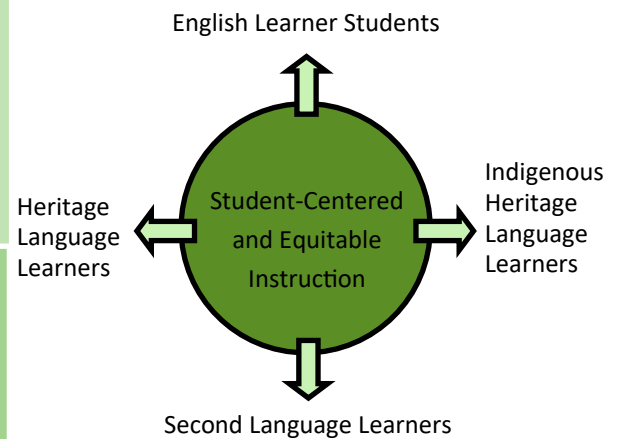 English Learner Students
Student-Centered
and Equitable
Instruction
Heritage
Language
Learners
Indigenous
Heritage
Language
Learners
Second Language Learners